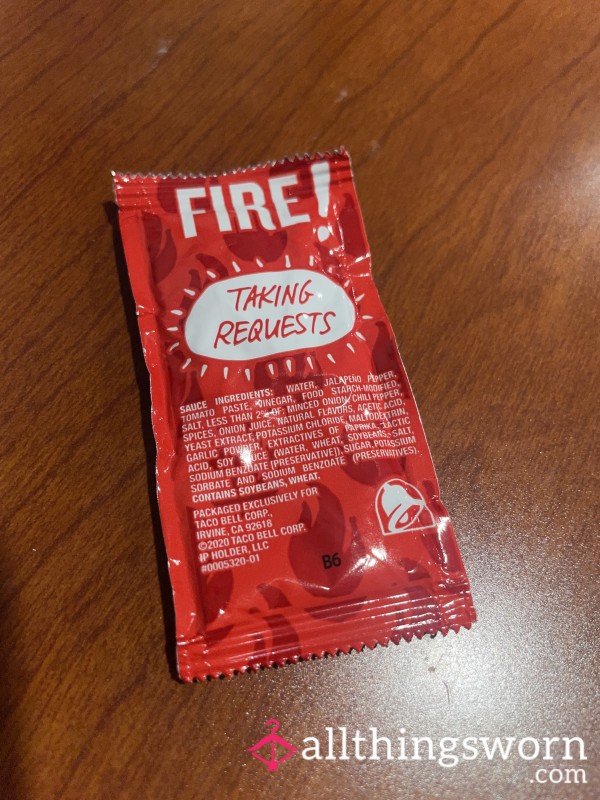 FIRE!
TAKING
REQUESTS
SAUCE INGREDIENTS: WATER, JALAPEÑO PEPPER,
TOMATO PASTE, VINEGAR, FOOD STARCH-MODIFIED,
SALT, LESS THAN 2% OF: MINCED ONION, CHILI PEPPER,
SPICES, ONION JUICE, NATURAL FLAVORS, ACETIC ACID,
YEAST EXTRACT, POTASSIUM CHLORIDE, MALTODEXTRIN,
GARLIC POWDER, EXTRACTIVES OF PAPRIKA, LACTIC
ACID, SOY SAUCE (WATER, WHEAT, SOYBEANS, SALT,
SODIUM BENZOATE [PRESERVATIVE]), SUGAR, POTASSIUM
SORBATE AND SODIUM BENZOATE (PRESERVATIVES).
CONTAINS SOYBEANS, WHEAT.
PACKAGED EXCLUSIVELY FOR
TACO BELL CORP.,
IRVINE, CA 92618
©2020 TACO BELL CORP.
IP HOLDER, LLC
#0005320-01
B6
allthingsworn
.com